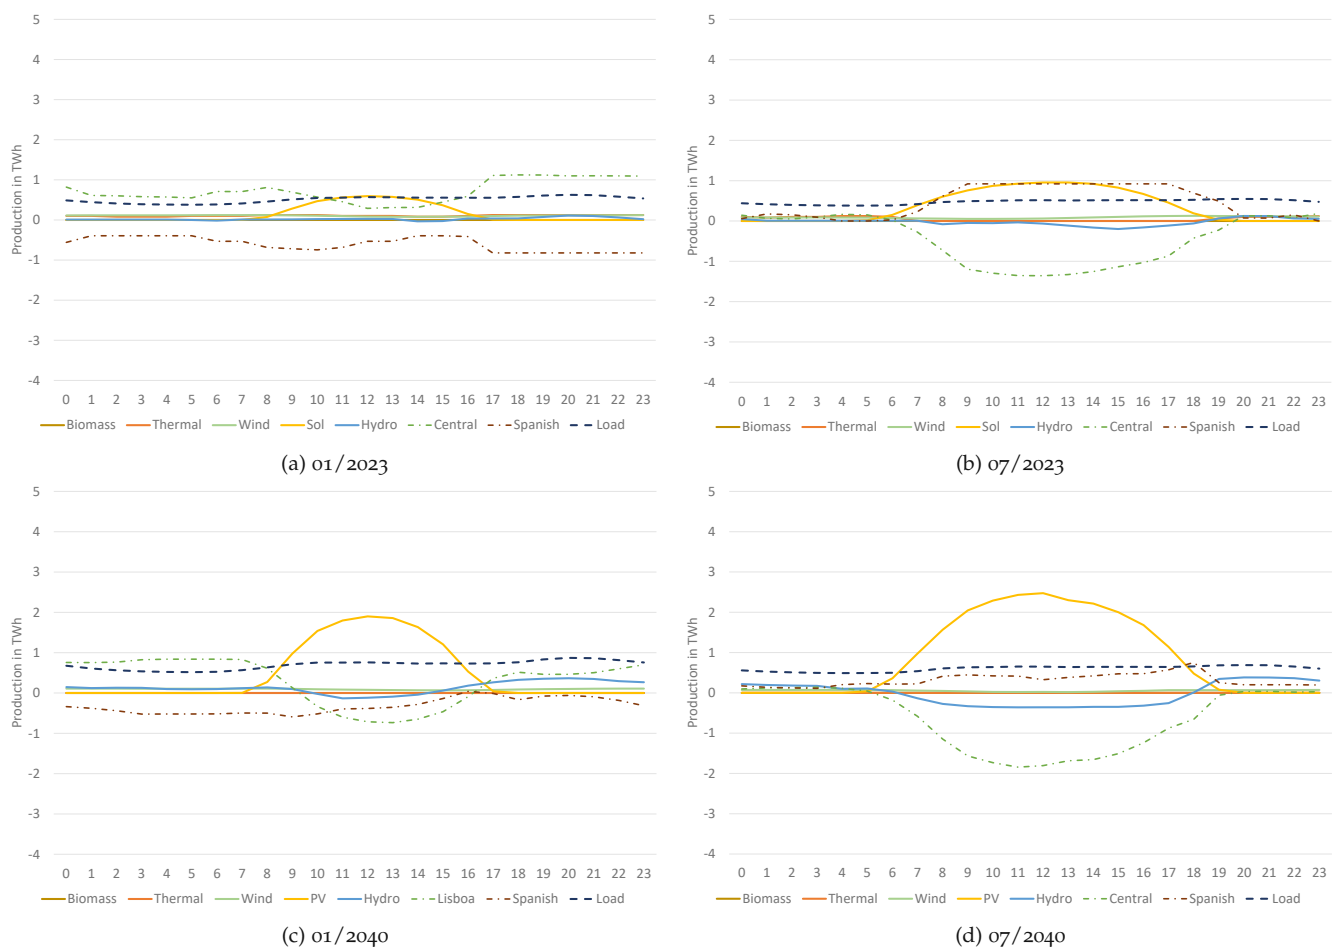 5
4
3
2
1
0
-1
-2
-3
-4
Production in TWh
0 1 2 3 4 5 6 7 8 9 10 11 12 13 14 15 16 17 18 19 20 21 22 23
Biomass Thermal Wind Sol Hydro Central Spanish Load
(a) 01/2023
5
4
3
2
1
0
-1
-2
-3
-4
Production in TWh
0 1 2 3 4 5 6 7 8 9 10 11 12 13 14 15 16 17 18 19 20 21 22 23
Biomass Thermal Wind Sol Hydro Central Spanish Load
(b) 07/2023
5
4
3
2
1
0
-1
-2
-3
-4
Production in TWh
0 1 2 3 4 5 6 7 8 9 10 11 12 13 14 15 16 17 18 19 20 21 22 23
Biomass Thermal Wind PV Hydro Lisboa Spanish Load
(c) 01/2040
5
4
3
2
1
0
-1
-2
-3
-4
Production in TWh
0 1 2 3 4 5 6 7 8 9 10 11 12 13 14 15 16 17 18 19 20 21 22 23
Biomass Thermal Wind PV Hydro Central Spanish Load
(d) 07/2040